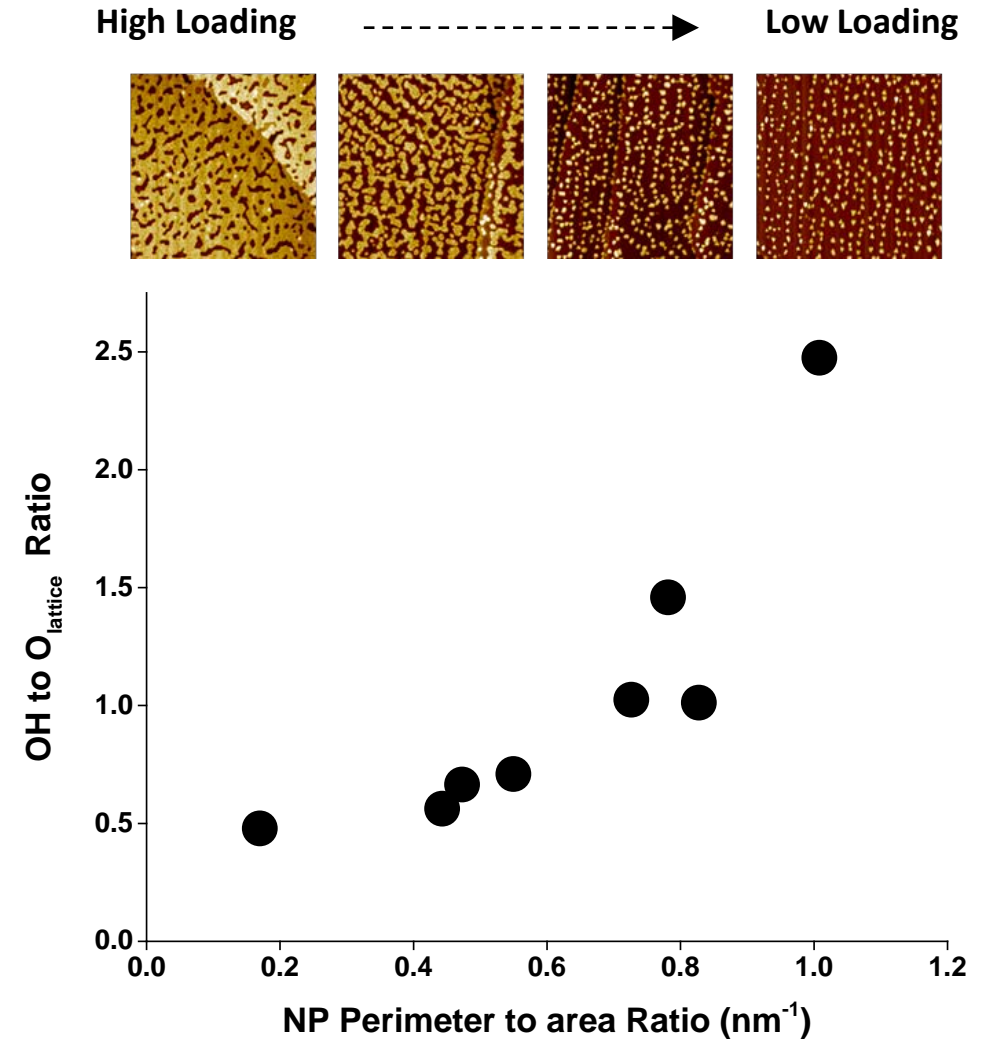 High Loading
Low Loading
2.5
2.0
1.5
1.0
0.5
0.0
OH to O_lattice Ratio
0.0 0.2 0.4 0.6 0.8 1.0 1.2
NP Perimeter to area Ratio (nm⁻¹)